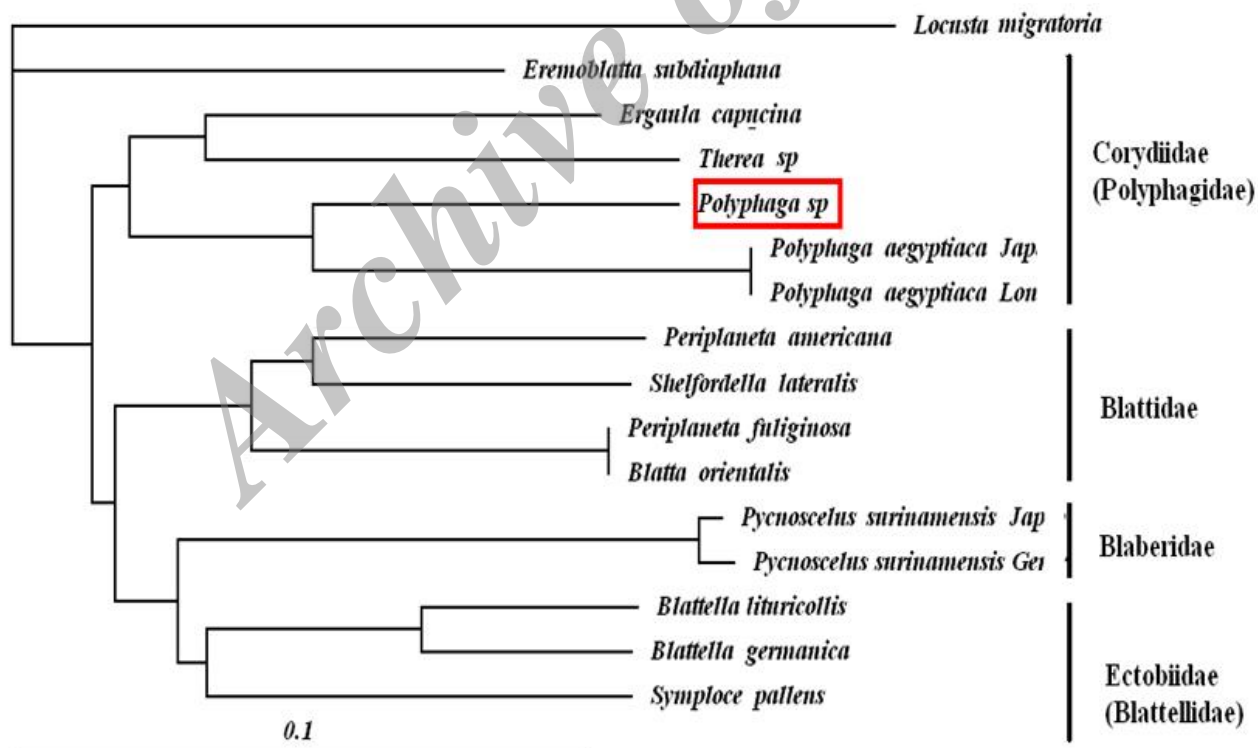 Locusta migratoria
Eremoblatta subdiaphana
Ergaula capucina
Therea sp
Polyphaga sp
Polyphaga aegyptiaca Jap
Polyphaga aegyptiaca Lon
Corydiidae
(Polyphagidae)
Periplaneta americana
Shelfordella lateralis
Periplaneta fuliginosa
Blatta orientalis
Blattidae
Pycnoscelus surinamensis Jap
Pycnoscelus surinamensis Ger
Blaberidae
Blattella lituricollis
Blattella germanica
Symploce pallens
Ectobiidae
(Blattellidae)
0.1
Archive of